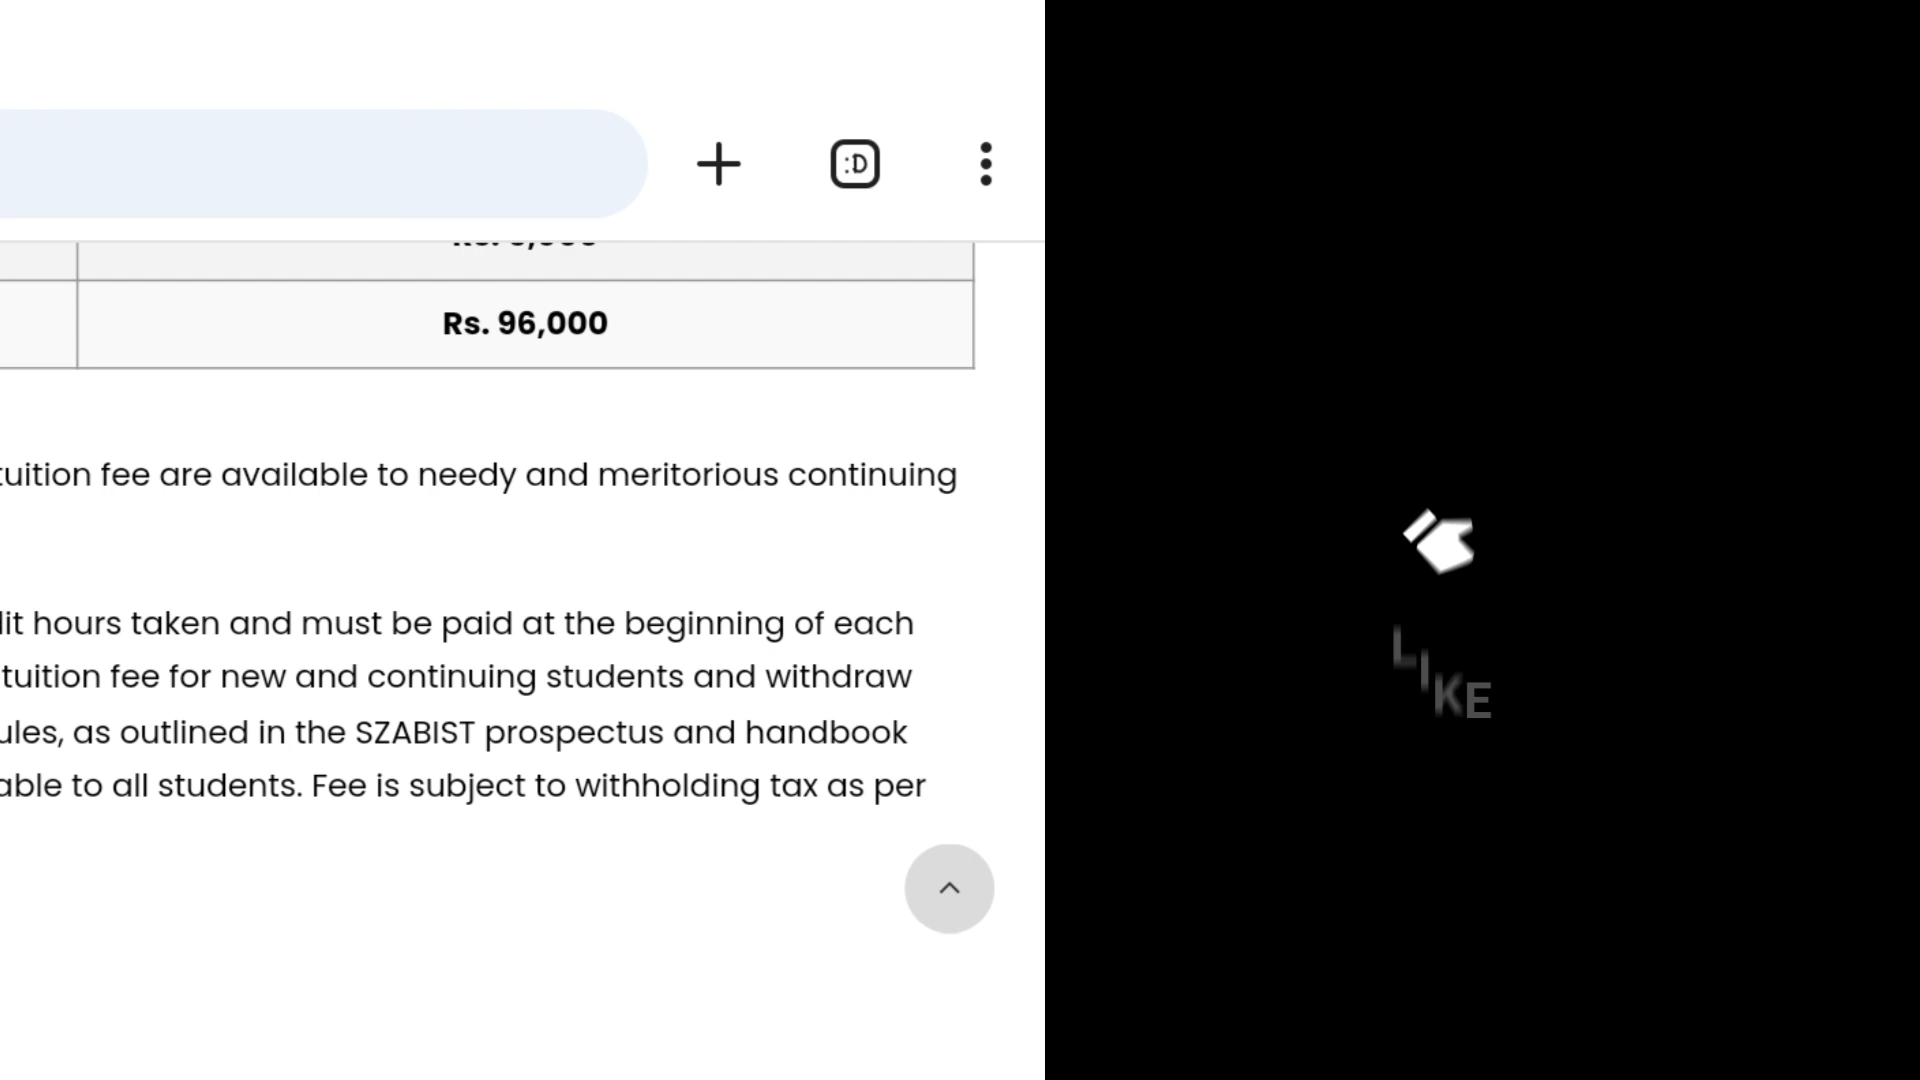 :D
Rs. 96,000
tuition fee are available to needy and meritorious continuing
dit hours taken and must be paid at the beginning of each
tuition fee for new and continuing students and withdraw
ules, as outlined in the SZABIST prospectus and handbook
able to all students. Fee is subject to withholding tax as per
LIKE